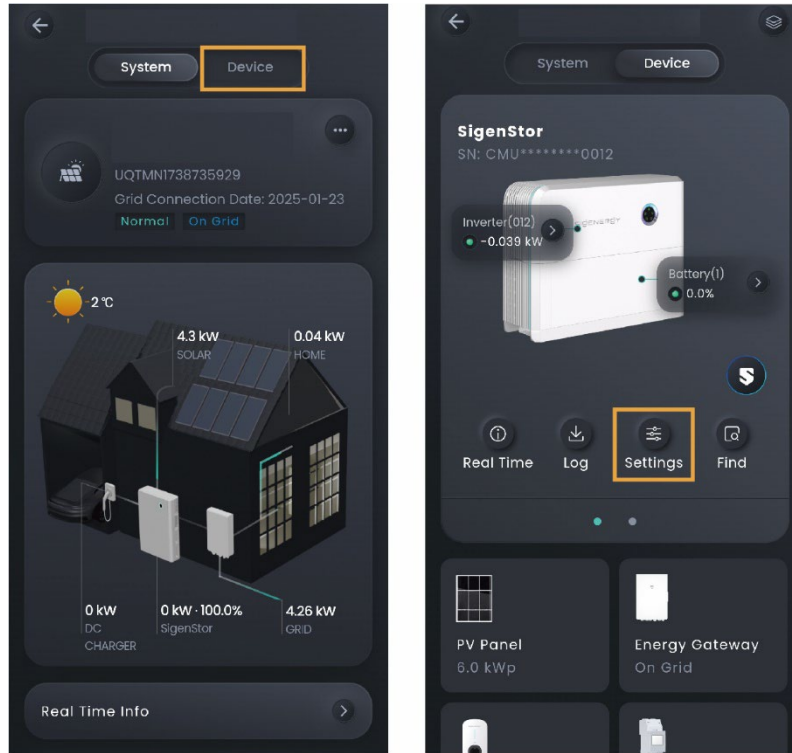 System
Device
UQTMN1738735929
Grid Connection Date: 2025-01-23
Normal
On Grid
-2 °C
4.3 kW
SOLAR
0.04 kW
HOME
0 kW
DC
CHARGER
0 kW · 100.0%
SigenStor
4.26 kW
GRID
Real Time Info
System
Device
SigenStor
SN: CMU********0012
Inverter(012)
-0.039 kW
SIGENERGY
Battery(1)
0.0%
Real Time
Log
Settings
Find
PV Panel
6.0 kWp
Energy Gateway
On Grid